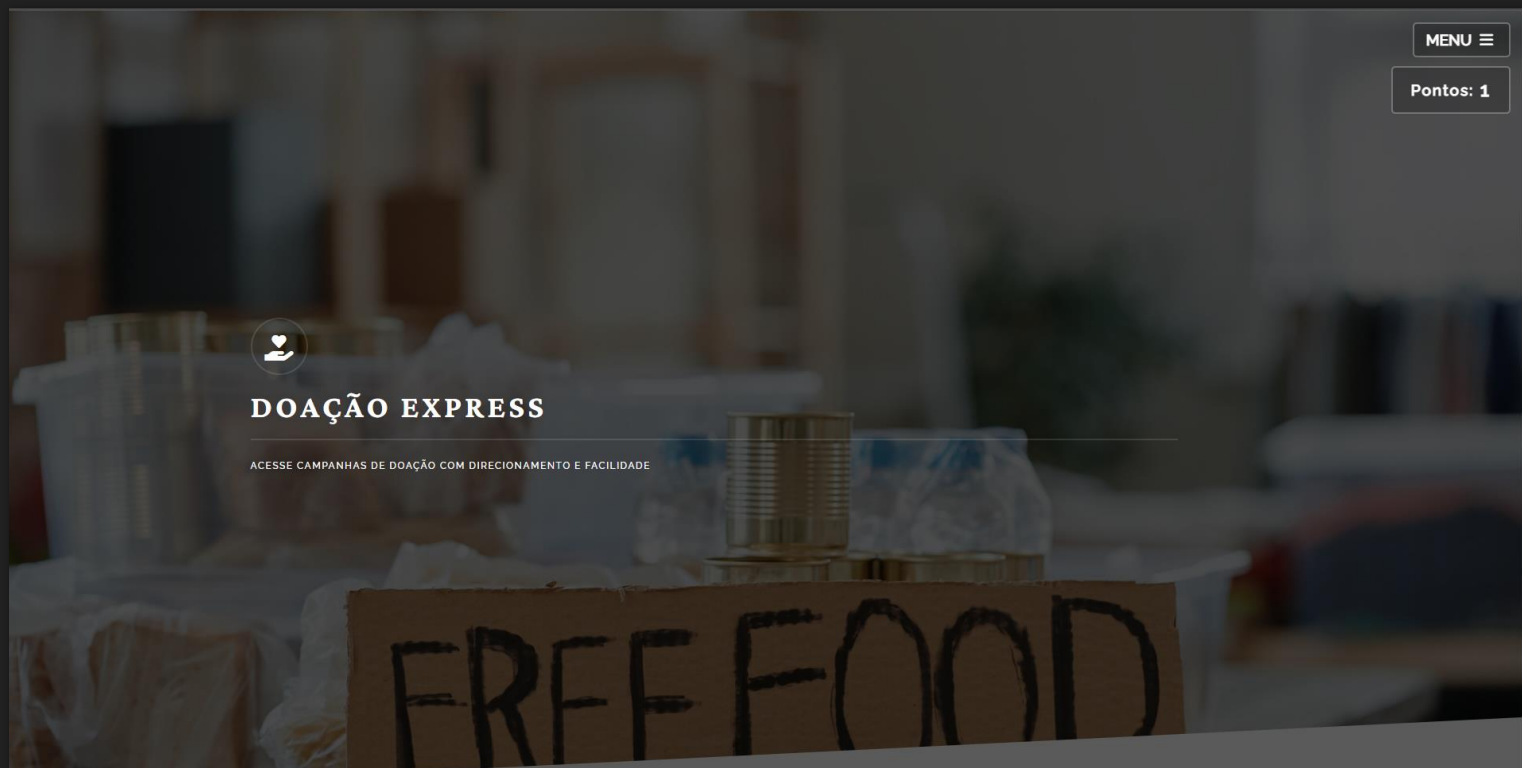 MENU
Pontos: 1
DOAÇÃO EXPRESS
ACESSE CAMPANHAS DE DOAÇÃO COM DIRECIONAMENTO E FACILIDADE
FREE FOOD